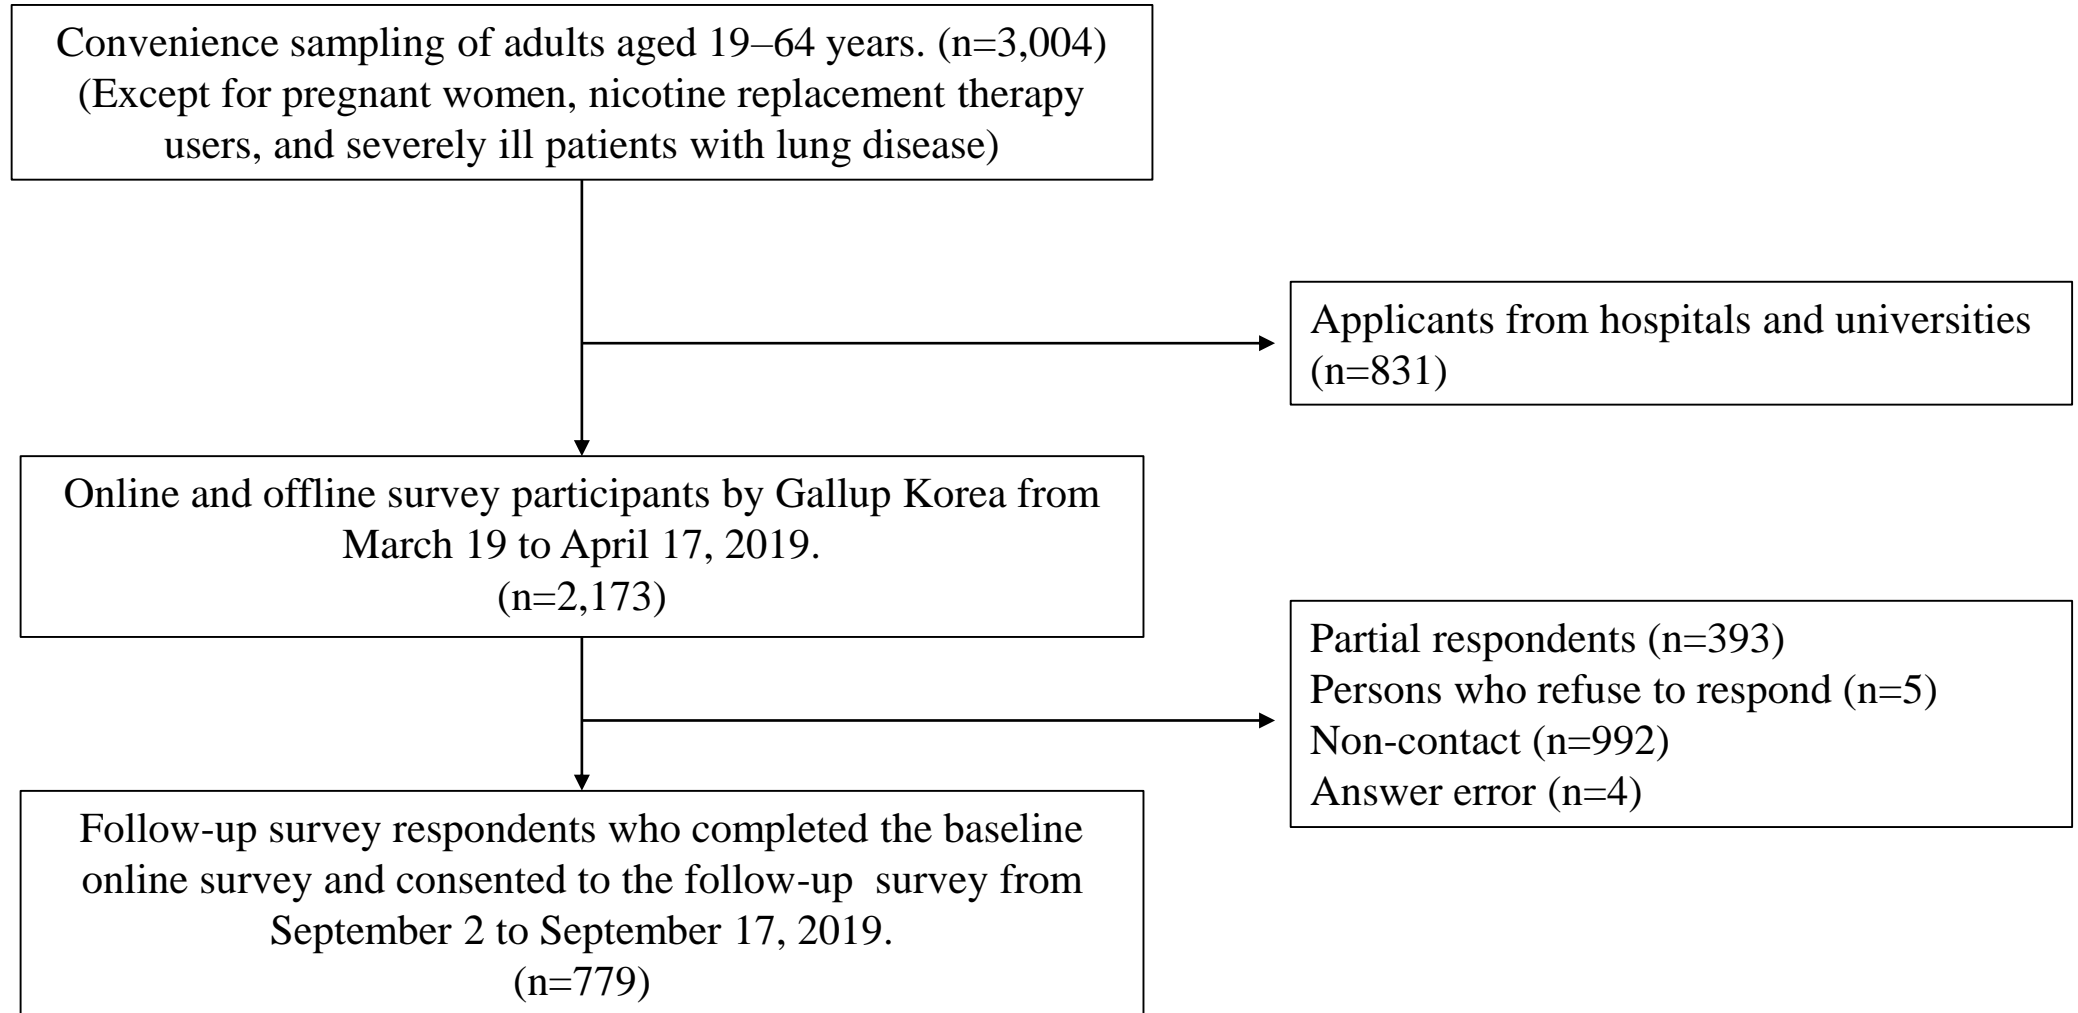 Convenience sampling of adults aged 19–64 years. (n=3,004)
(Except for pregnant women, nicotine replacement therapy
users, and severely ill patients with lung disease)
Applicants from hospitals and universities
(n=831)
Online and offline survey participants by Gallup Korea from
March 19 to April 17, 2019.
(n=2,173)
Partial respondents (n=393)
Persons who refuse to respond (n=5)
Non-contact (n=992)
Answer error (n=4)
Follow-up survey respondents who completed the baseline
online survey and consented to the follow-up  survey from
September 2 to September 17, 2019.
(n=779)